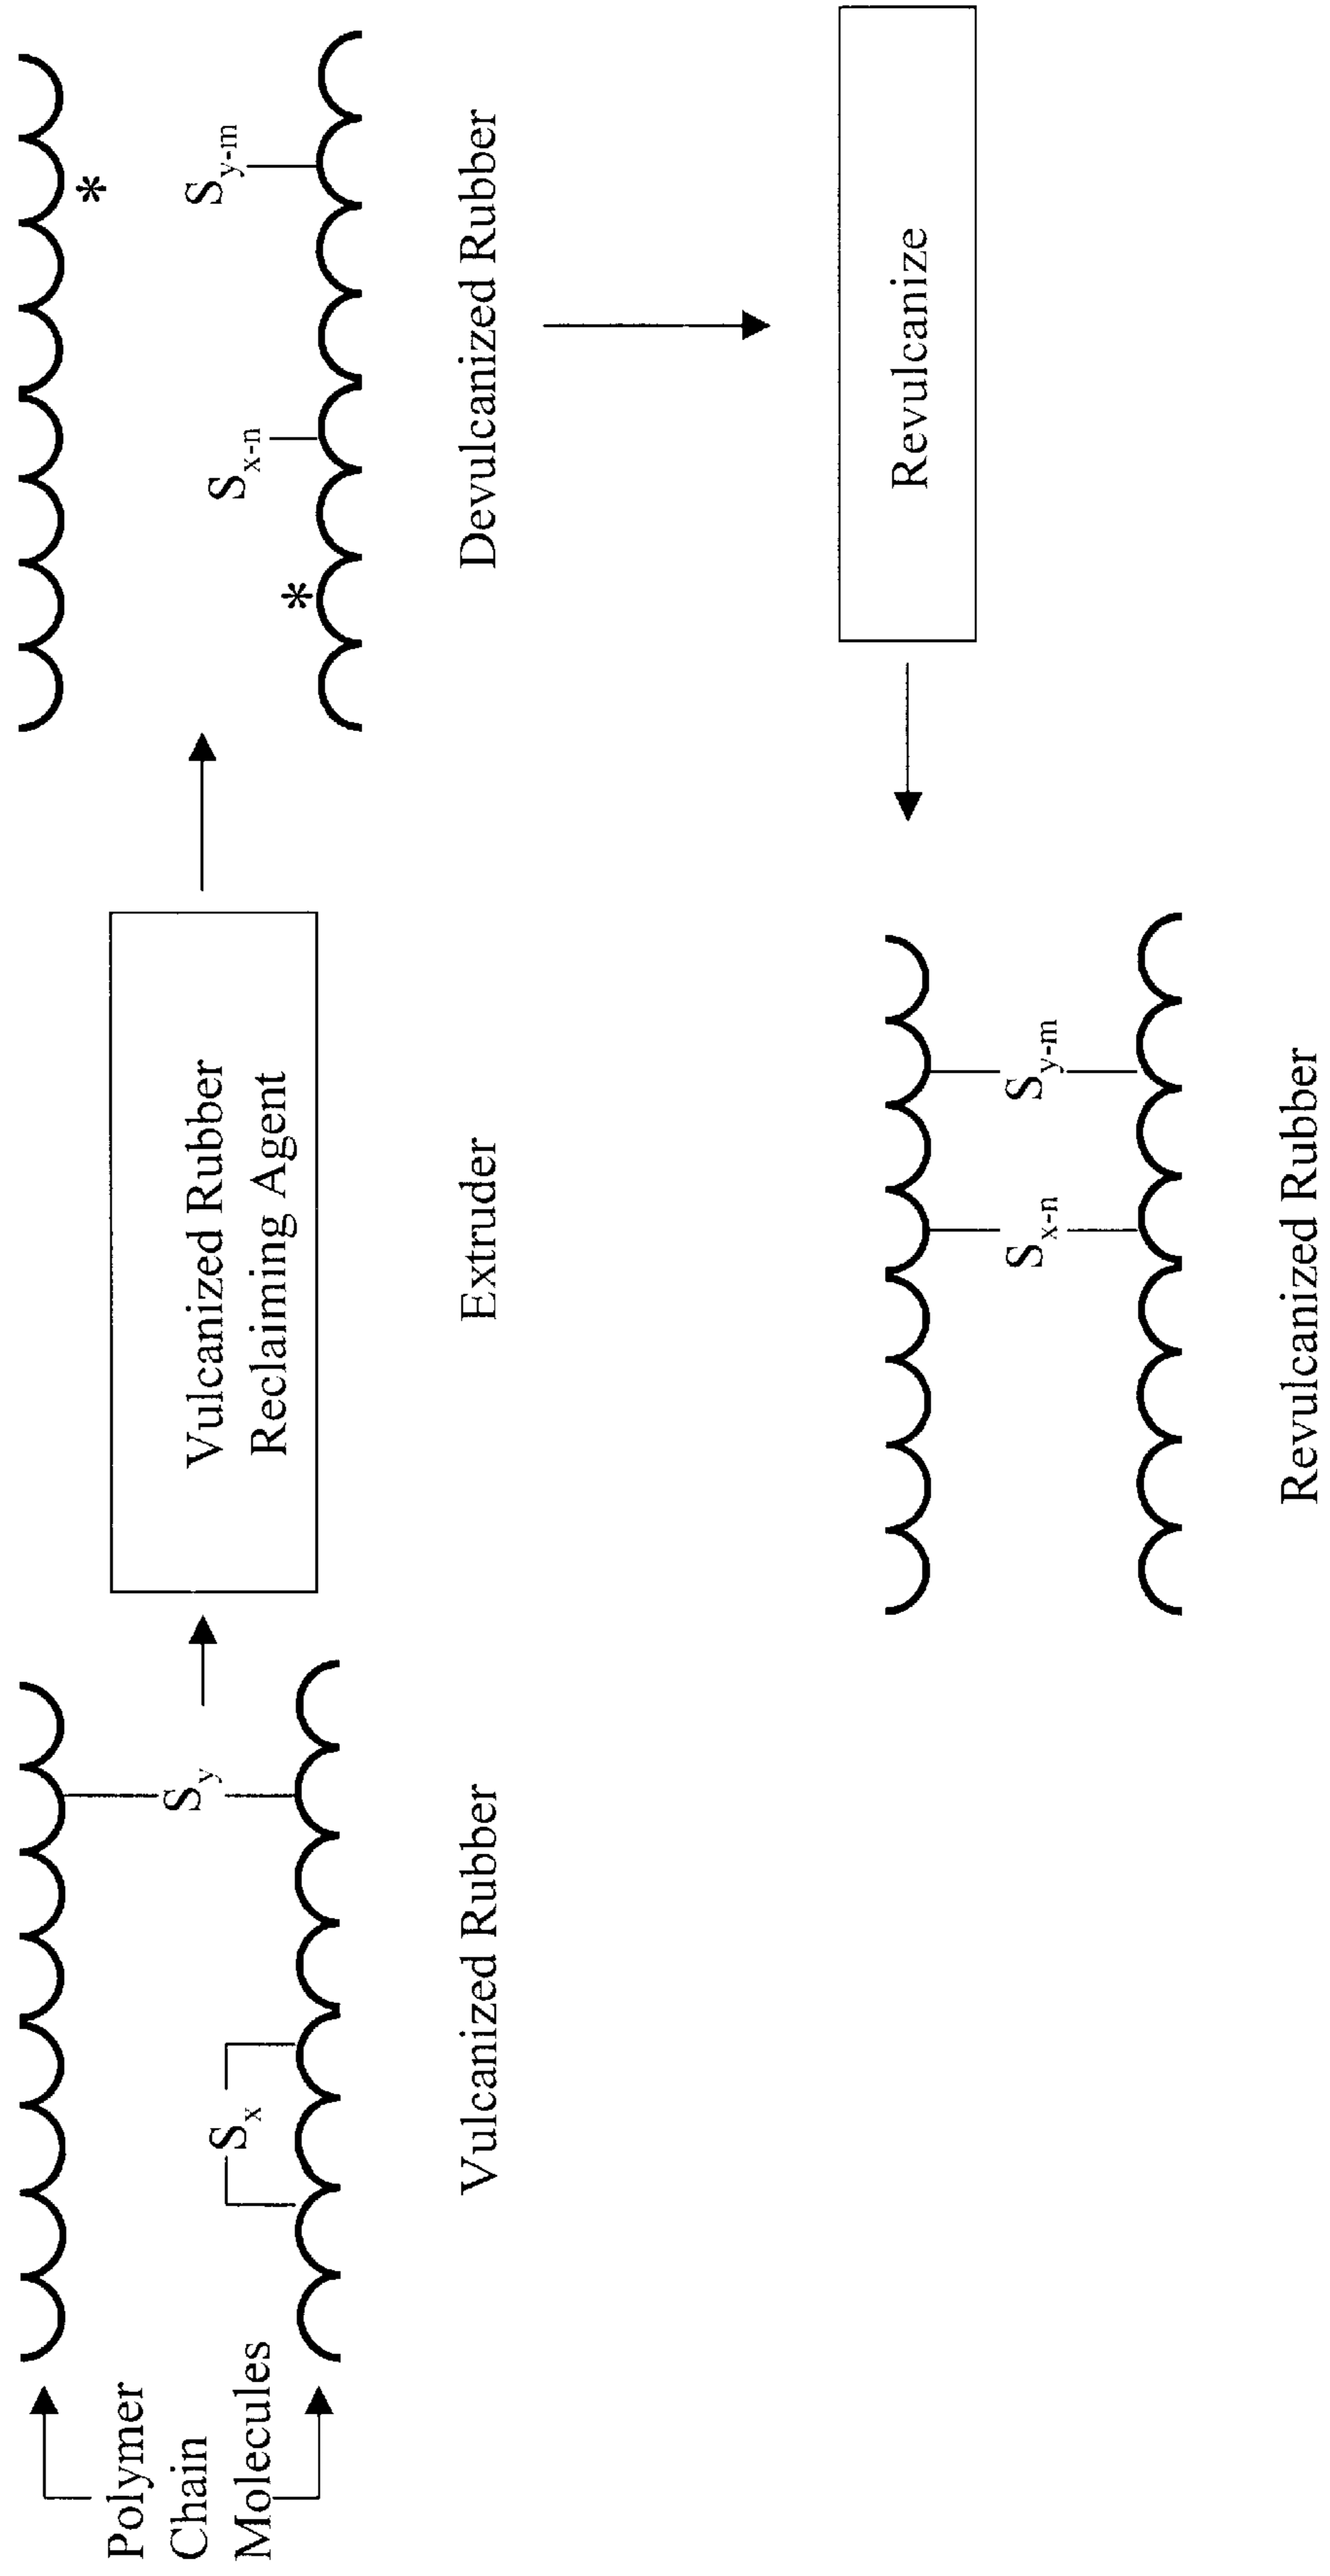 Polymer
Chain
Molecules
S_x
S_y
Vulcanized Rubber
Vulcanized Rubber
Reclaiming Agent
Extruder
*
S_x-n
S_y-m
*
Devulcanized Rubber
Revulcanize
S_x-n
S_y-m
Revulcanized Rubber